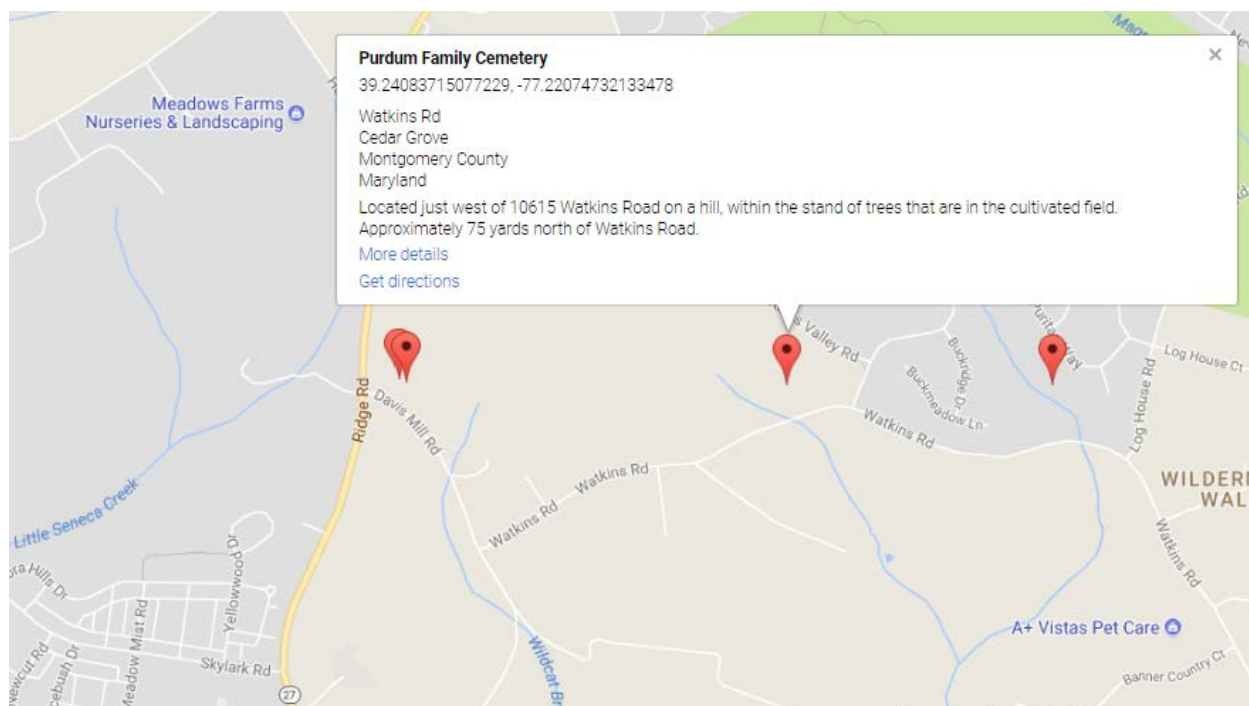 Purdum Family Cemetery
39.24083715077229, -77.22074732133478
Watkins Rd
Cedar Grove
Montgomery County
Maryland
Located just west of 10615 Watkins Road on a hill, within the stand of trees that are in the cultivated field.
Approximately 75 yards north of Watkins Road.
More details
Get directions
Meadows Farms
Nurseries & Landscaping
Valley Rd
Way
Log House Ct
Buckridge Dr
Buckmeadow Ln
Log House Rd
Ridge Rd
Davis Mill Rd
Watkins Rd
Watkins Rd
Watkins Rd
Little Seneca Creek
Watkins Rd
Yellowwood Dr
Hills Dr
Meadow Mist Rd
A+ Vistas Pet Care
Skylark Rd
Wildcat
Banner Country Ct
Newcut Rd
27